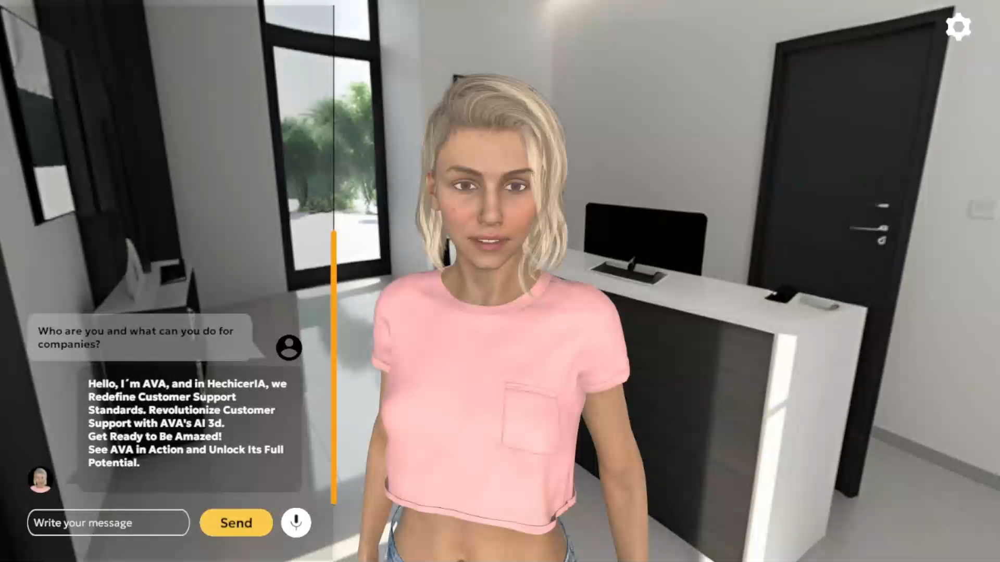 Who are you and what can you do for
companies?
Hello, I´m AVA, and in HechicerIA, we
Redefine Customer Support
Standards. Revolutionize Customer
Support with AVA's AI 3d.
Get Ready to Be Amazed!
See AVA in Action and Unlock Its Full
Potential.
Write your message
Send